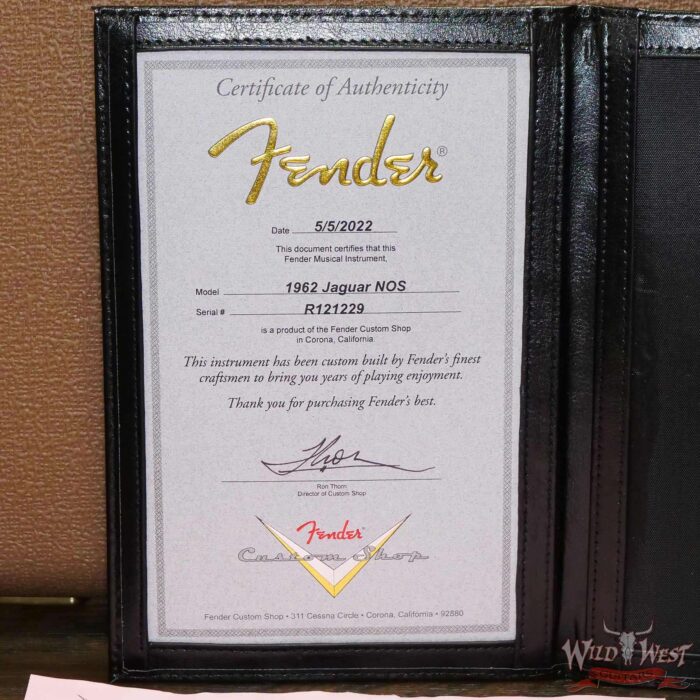 Certificate of Authenticity
Fender®
Date 5/5/2022
This document certifies that this
Fender Musical Instrument,
Model 1962 Jaguar NOS
Serial # R121229
is a product of the Fender Custom Shop
in Corona, California
This instrument has been custom built by Fender's finest
craftsmen to bring you years of playing enjoyment.
Thank you for purchasing Fender's best.
Ron Thorn
Director of Custom Shop
Fender
Custom Shop
Fender Custom Shop • 311 Cessna Circle • Corona, California • 92880
WILD WEST
GUITARS